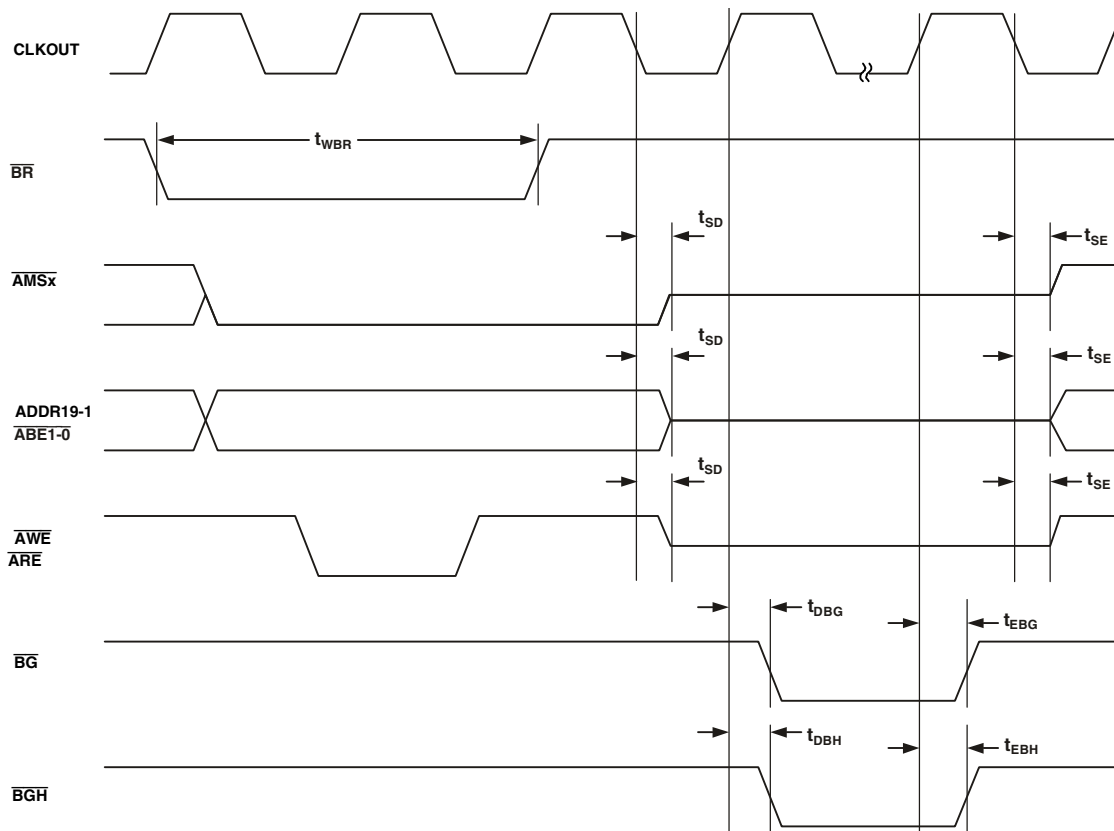 CLKOUT
tWBR
BR
tSD
tSE
AMSx
tSD
tSE
ADDR19-1
ABE1-0
tSD
tSE
AWE
ARE
tDBG
tEBG
BG
tDBH
tEBH
BGH